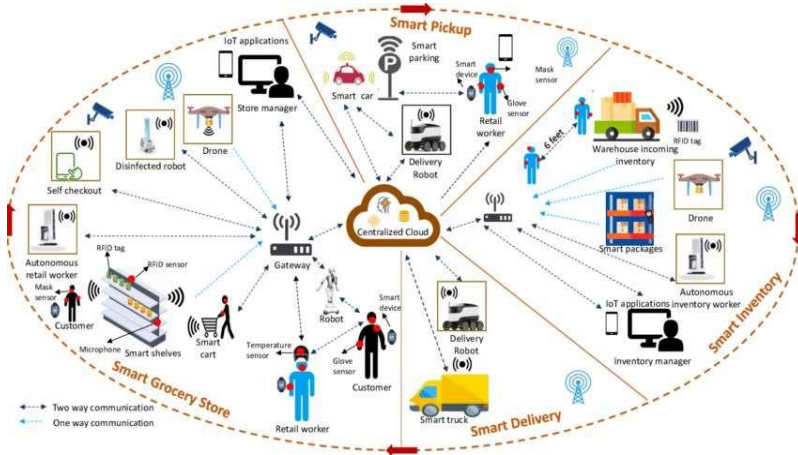 Smart Pickup
IoT applications
Store manager
Smart
parking
Smart car
Smart
device
Mask
sensor
Glove
sensor
Retail
worker
Delivery
Robot
6 feet
Warehouse incoming
inventory
RFID tag
Drone
Disinfected robot
Self checkout
Drone
Smart packages
Centralized Cloud
Autonomous
retail worker
RFID tag
RFID sensor
Gateway
Autonomous
inventory worker
Mask
sensor
Customer
Microphone
Smart shelves
Smart
cart
Robot
Smart
device
Temperature
sensor
Glove
sensor
Customer
Retail worker
Delivery
Robot
Smart truck
IoT applications
Inventory manager
Smart Inventory
Smart Grocery Store
Smart Delivery
Two way communication
One way communication